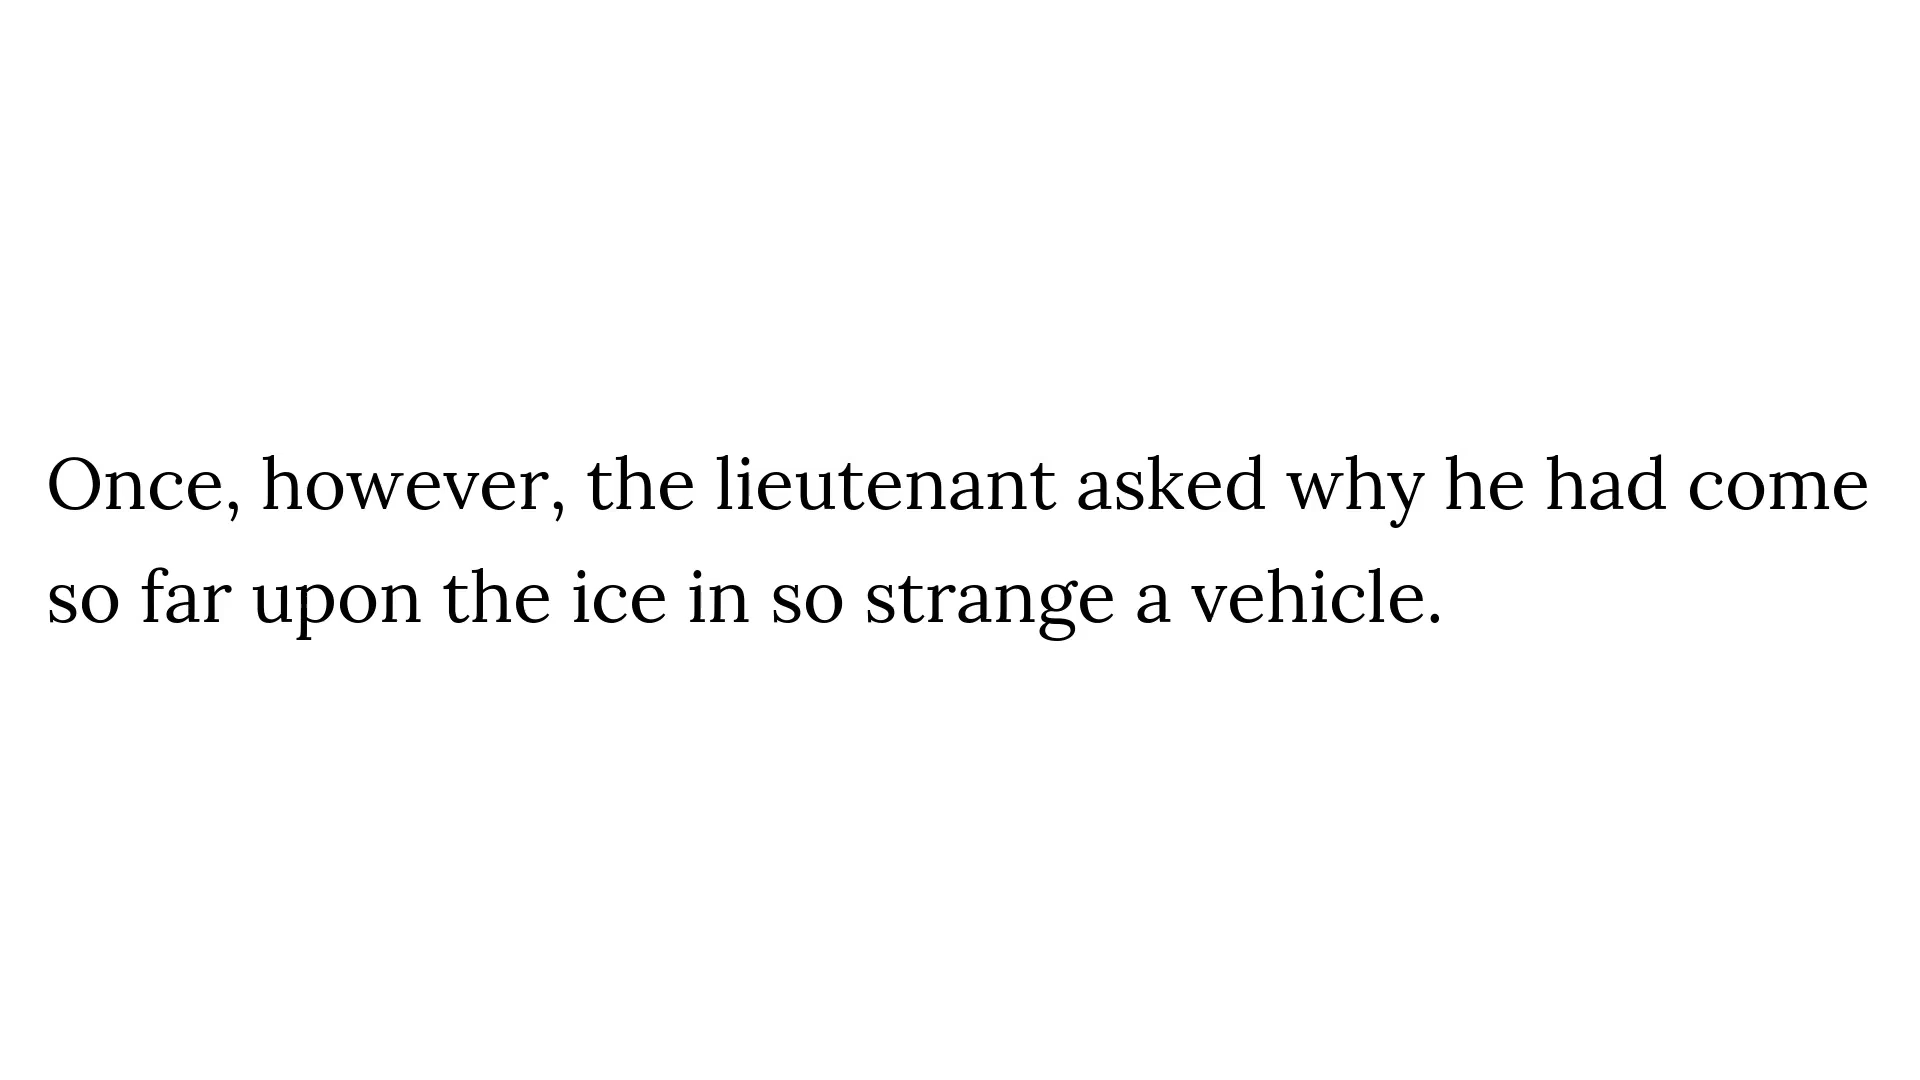 Once, however, the lieutenant asked why he had come
so far upon the ice in so strange a vehicle.